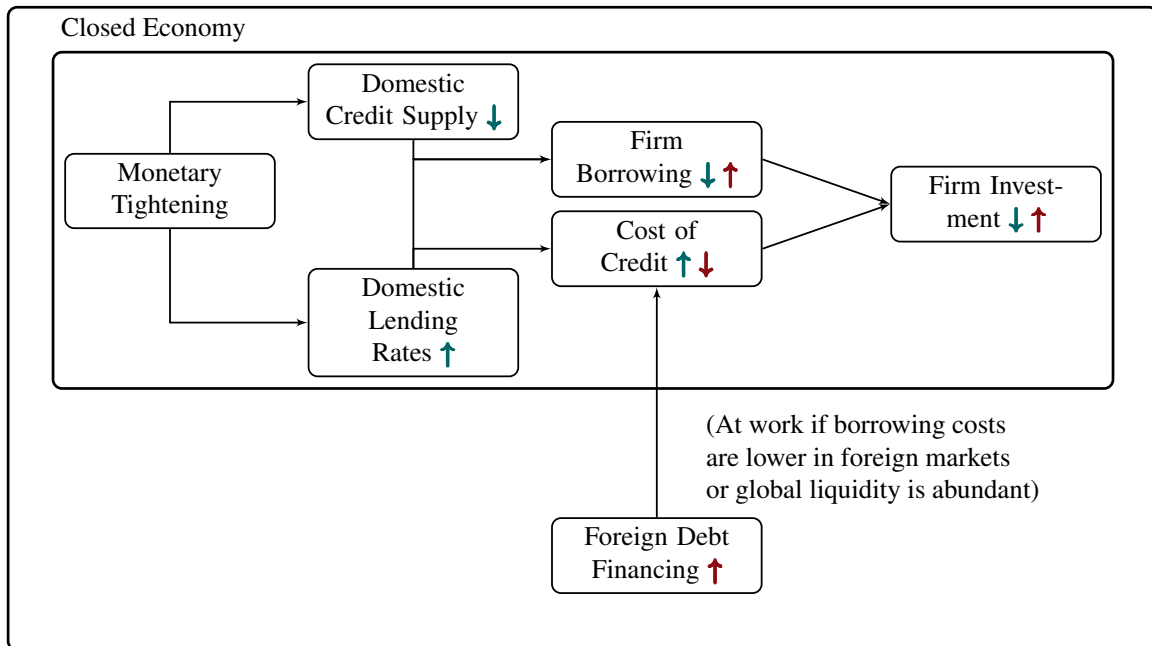 Closed Economy
Domestic
Credit Supply ↓
Monetary
Tightening
Domestic
Lending
Rates ↑
Firm
Borrowing ↓ ↑
Cost of
Credit ↑ ↓
Firm Invest-
ment ↓ ↑
(At work if borrowing costs
are lower in foreign markets
or global liquidity is abundant)
Foreign Debt
Financing ↑